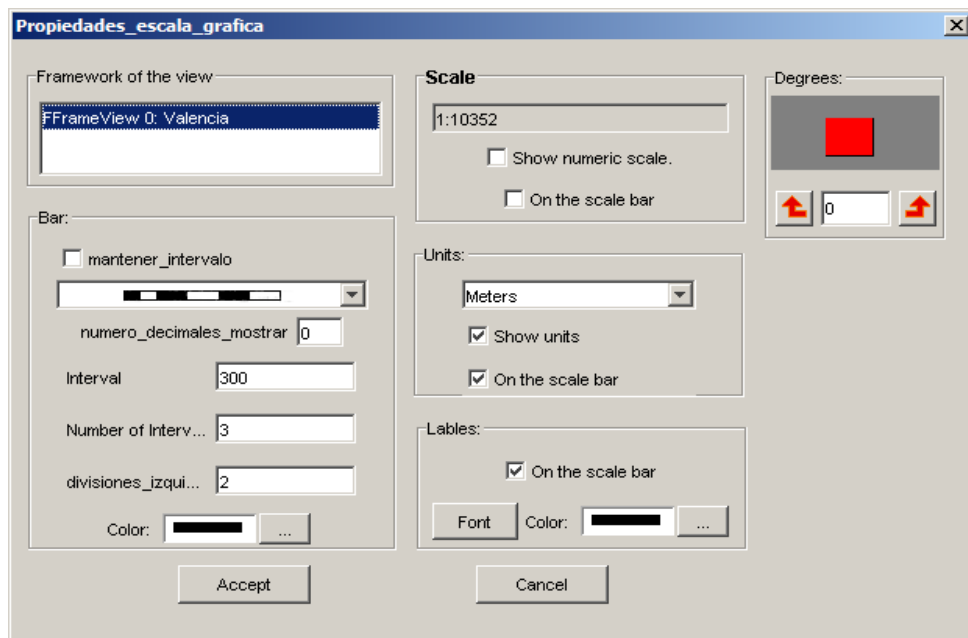 Propiedades_escala_grafica
Framework of the view
FFrameView 0: Valencia
Bar:
mantener_intervalo
numero_decimales_mostrar 0
Interval 300
Number of Interv... 3
divisiones_izqui... 2
Color: ...
Scale
1:10352
Show numeric scale.
On the scale bar
Units:
Meters
Show units
On the scale bar
Lables:
On the scale bar
Font Color: ...
Degrees:
0
Accept
Cancel